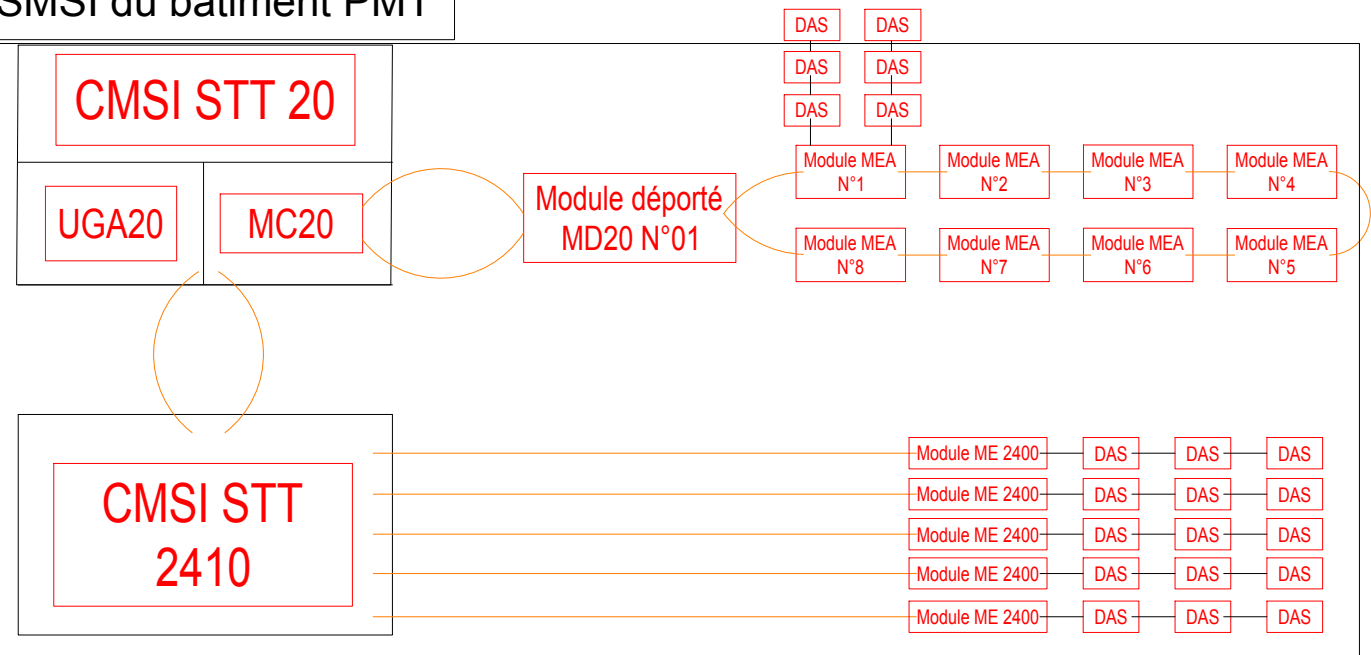 CMSI du bâtiment PMT
DAS DAS
DAS DAS
DAS DAS
CMSI STT 20
UGA20
MC20
Module déporté
MD20 N°01
Module MEA
N°1
Module MEA
N°2
Module MEA
N°3
Module MEA
N°4
Module MEA
N°8
Module MEA
N°7
Module MEA
N°6
Module MEA
N°5
CMSI STT
2410
Module ME 2400 DAS DAS DAS
Module ME 2400 DAS DAS DAS
Module ME 2400 DAS DAS DAS
Module ME 2400 DAS DAS DAS
Module ME 2400 DAS DAS DAS